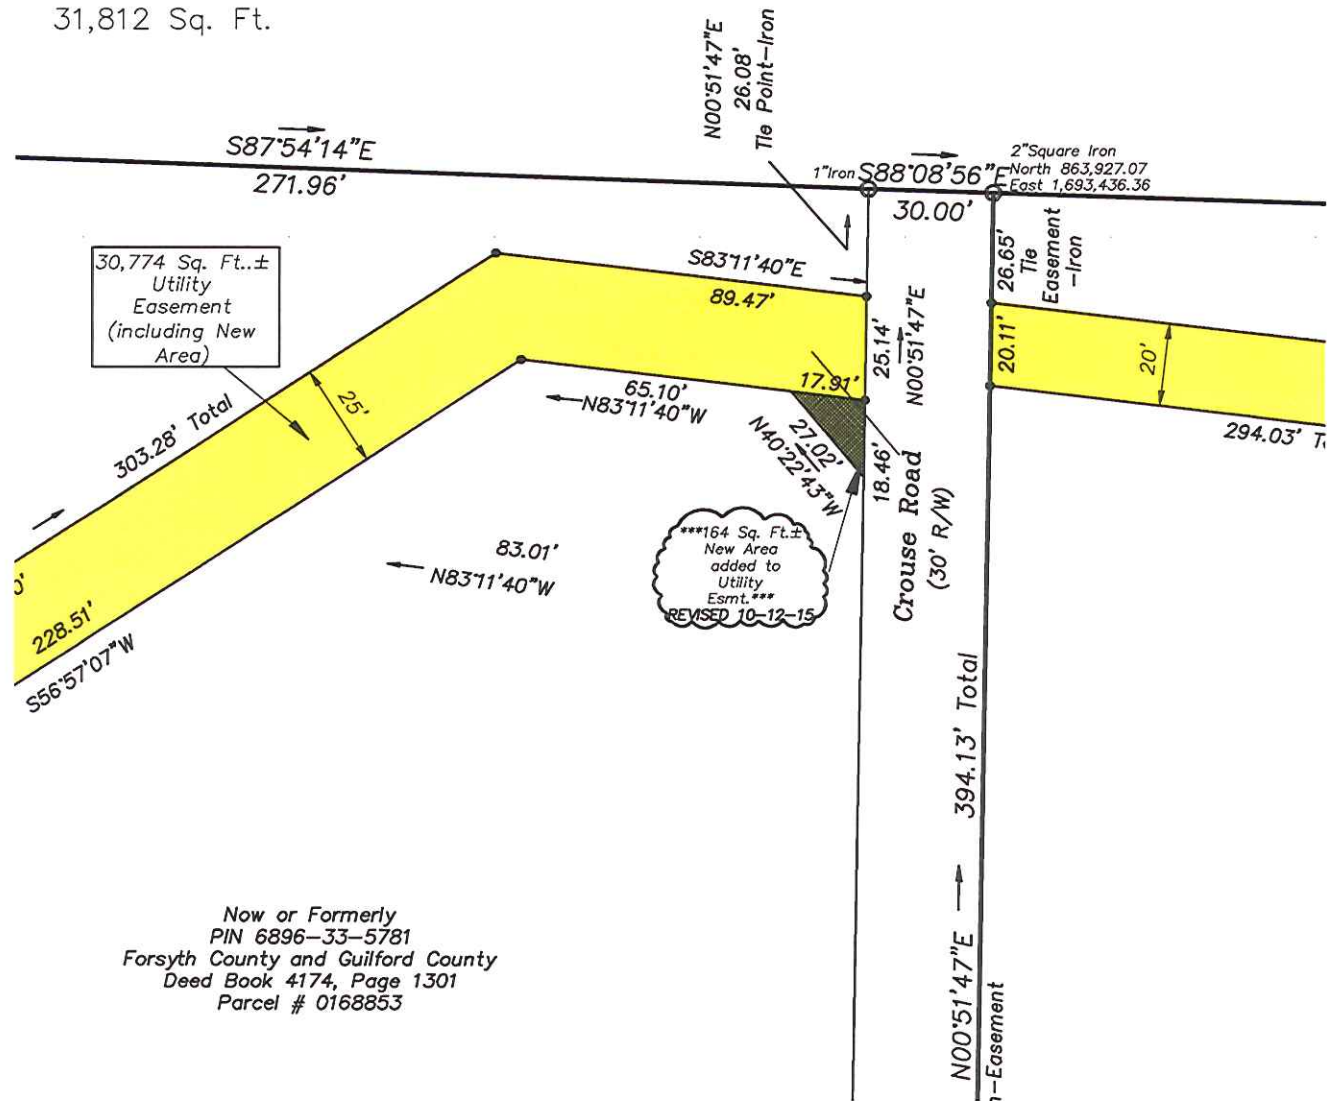 31,812 Sq. Ft.
N00°51'47"E
26.08'
Tie Point-Iron
S87°54'14"E
271.96'
1"Iron
S88°08'56"E
30.00'
2"Square Iron
North 863,927.07
East 1,693,436.36
30,774 Sq. Ft..±
Utility
Easement
(including New
Area)
S83°11'40"E
89.47'
26.65'
Tie
Easement
-Iron
25.14'
N00°51'47"E
20.11'
20'
303.28' Total
25'
65.10'
N83°11'40"W
17.91'
27.02'
N40°22'43"W
18.46'
Crouse Road
(30' R/W)
294.03'
***164 Sq. Ft.±
New Area
added to
Utility
Esmt.***
REVISED 10-12-15
83.01'
N83°11'40"W
228.51'
S56°57'07"W
394.13' Total
N00°51'47"E
-Easement
Now or Formerly
PIN 6896-33-5781
Forsyth County and Guilford County
Deed Book 4174, Page 1301
Parcel # 0168853